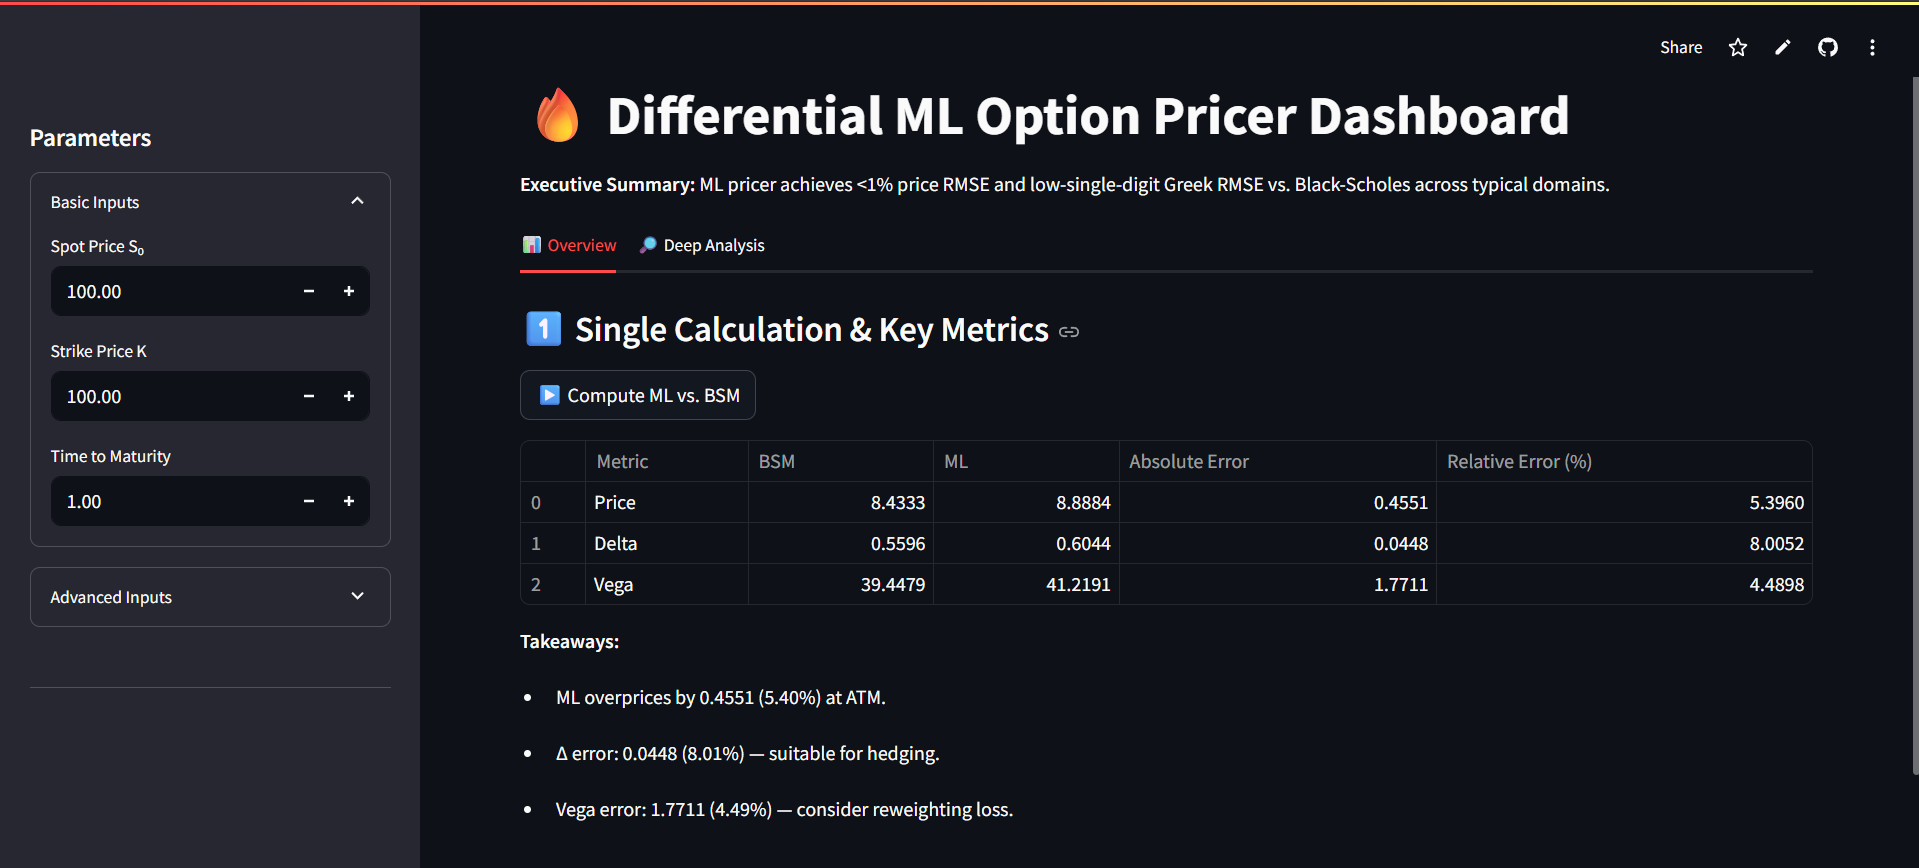 Share
Parameters
Basic Inputs
Spot Price S₀
100.00
Strike Price K
100.00
Time to Maturity
1.00
Advanced Inputs
🔥 Differential ML Option Pricer Dashboard
Executive Summary: ML pricer achieves <1% price RMSE and low-single-digit Greek RMSE vs. Black-Scholes across typical domains.
📊 Overview 🔎 Deep Analysis
1️⃣ Single Calculation & Key Metrics
▶️ Compute ML vs. BSM
Metric BSM ML Absolute Error Relative Error (%)
0 Price 8.4333 8.8884 0.4551 5.3960
1 Delta 0.5596 0.6044 0.0448 8.0052
2 Vega 39.4479 41.2191 1.7711 4.4898
Takeaways:
• ML overprices by 0.4551 (5.40%) at ATM.
• Δ error: 0.0448 (8.01%) — suitable for hedging.
• Vega error: 1.7711 (4.49%) — consider reweighting loss.